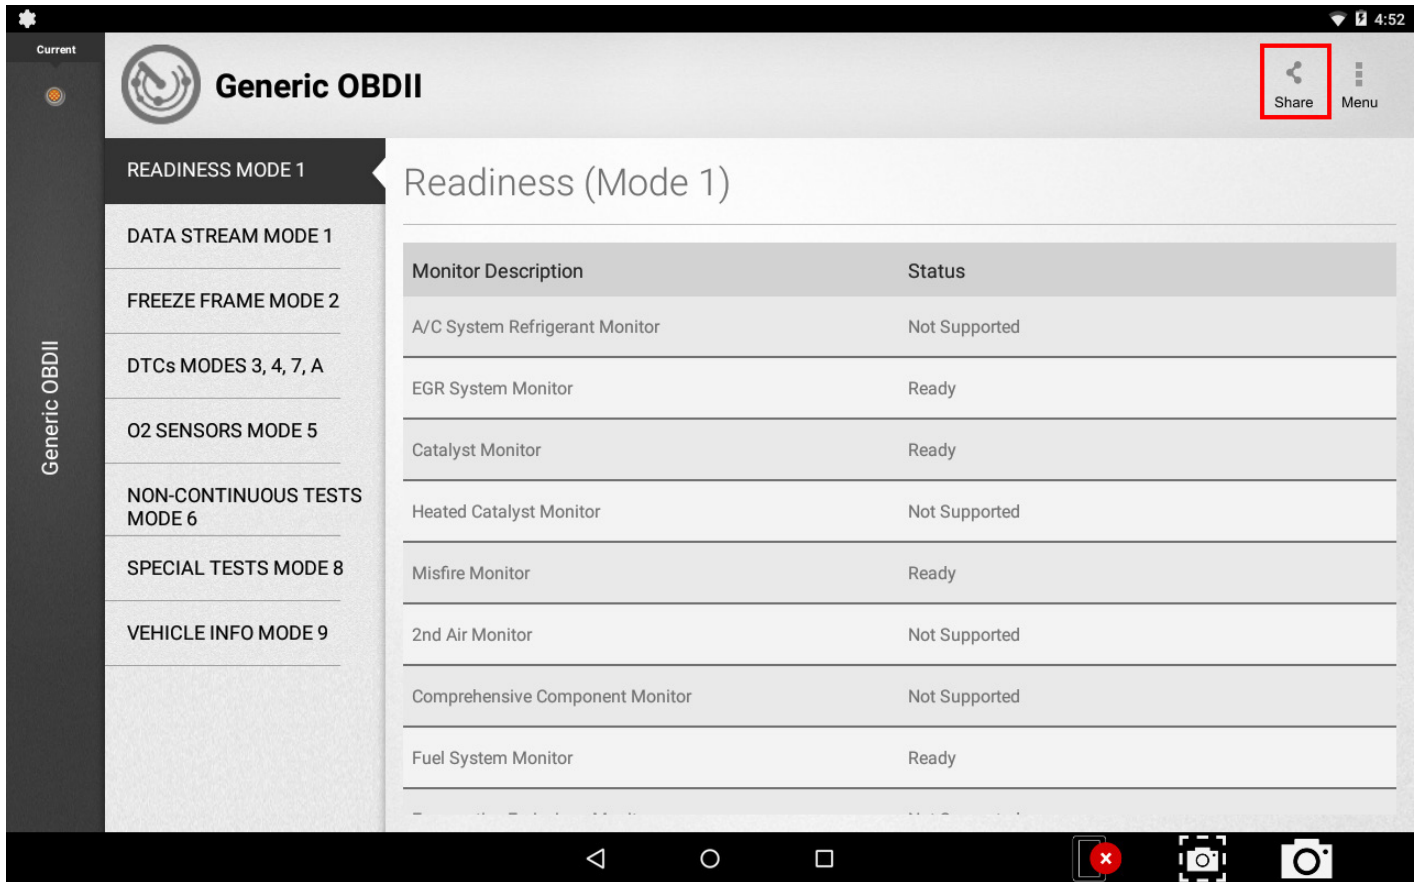 4:52
Current
Generic OBDII
Share
Menu
Generic OBDII
READINESS MODE 1
DATA STREAM MODE 1
FREEZE FRAME MODE 2
DTCs MODES 3, 4, 7, A
O2 SENSORS MODE 5
NON-CONTINUOUS TESTS
MODE 6
SPECIAL TESTS MODE 8
VEHICLE INFO MODE 9
Readiness (Mode 1)
Monitor Description Status
A/C System Refrigerant Monitor Not Supported
EGR System Monitor Ready
Catalyst Monitor Ready
Heated Catalyst Monitor Not Supported
Misfire Monitor Ready
2nd Air Monitor Not Supported
Comprehensive Component Monitor Not Supported
Fuel System Monitor Ready